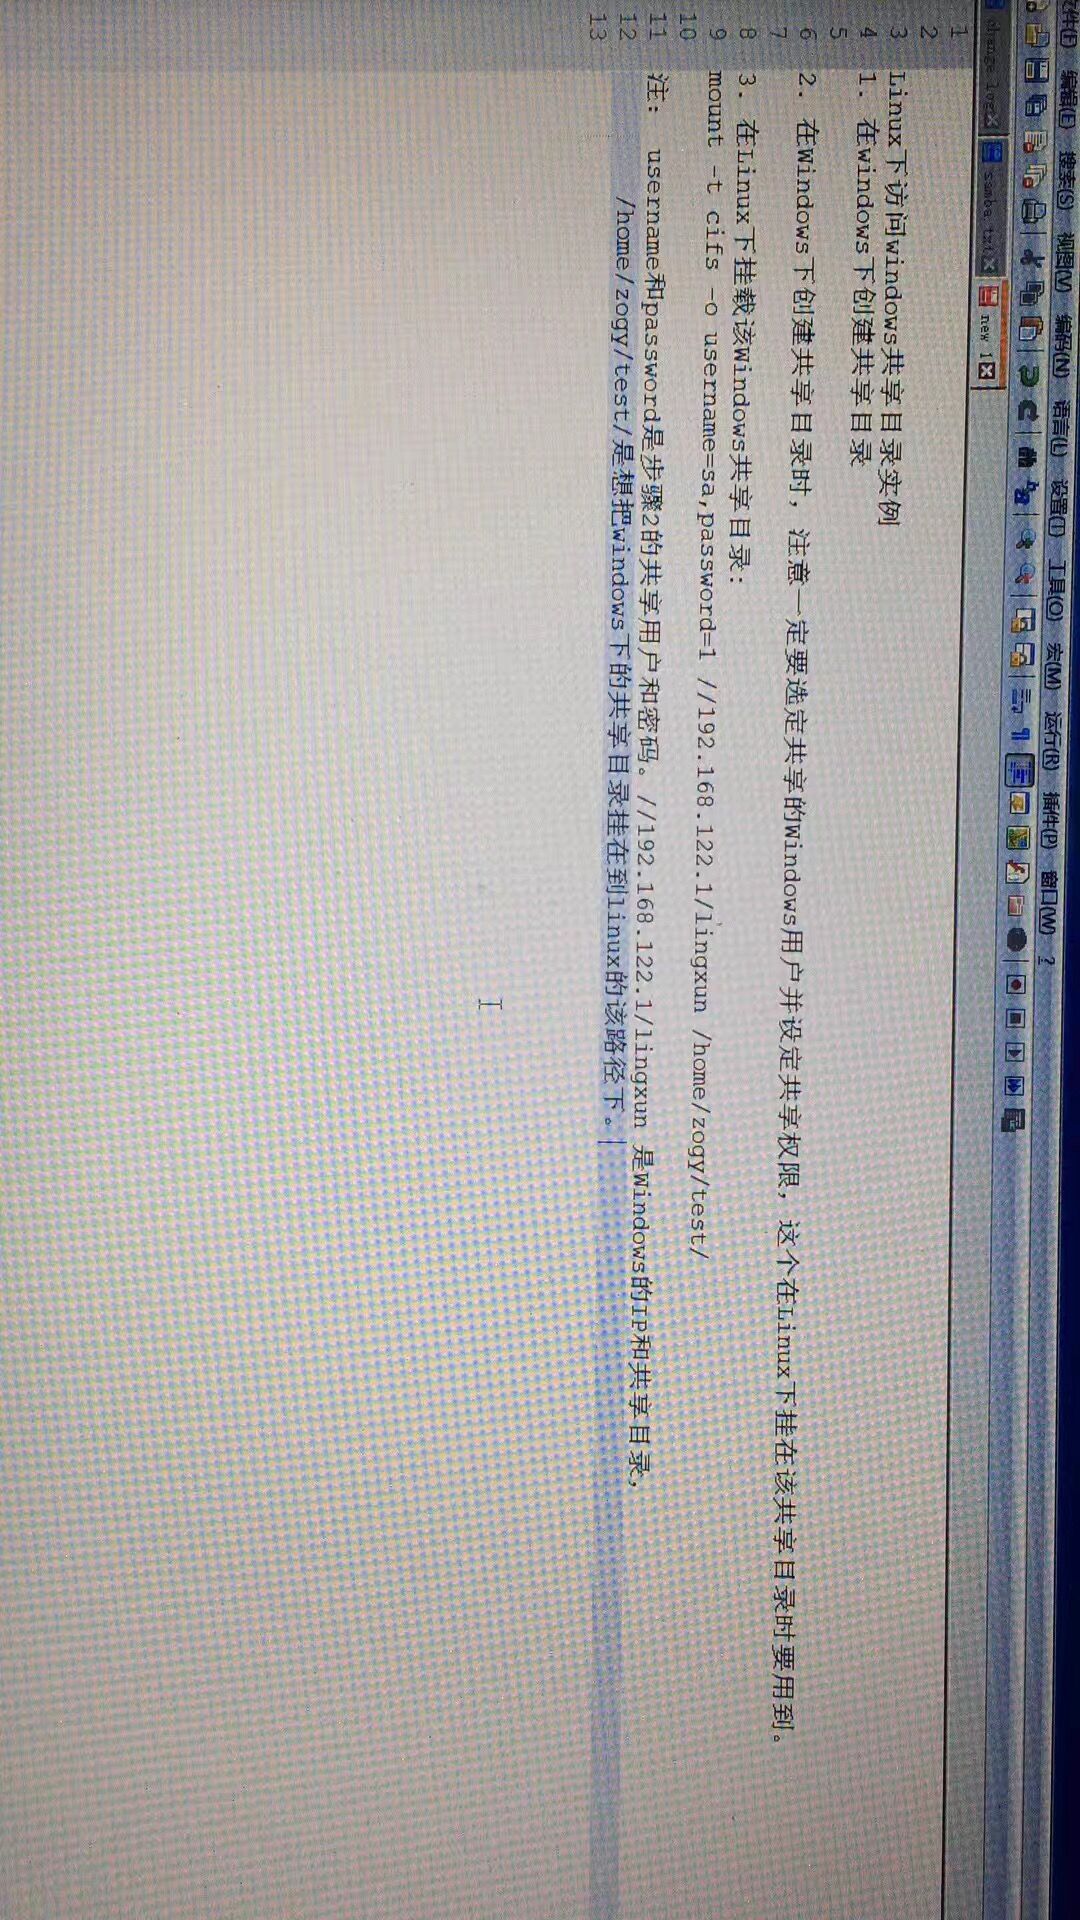 文件(F) 编辑(E) 搜索(S) 视图(V) 编码(N) 语言(L) 设置(T) 工具(O) 宏(M) 运行(R) 插件(P) 窗口(W) ?
change log samba.txt new 1
1
2
3 Linux下访问windows共享目录实例
4 1. 在windows下创建共享目录
5
6 2. 在Windows下创建共享目录时，注意一定要选定共享的Windows用户并设定共享权限，这个在Linux下挂在该共享目录时要用到。
7
8 3. 在Linux下挂载该Windows共享目录：
9 mount -t cifs -o username=sa,password=1 //192.168.122.1/lingxun /home/zogy/test/
10
11 注： username和password是步骤2的共享用户和密码。//192.168.122.1/lingxun 是Windows的IP和共享目录，
12 /home/zogy/test/是想把windows下的共享目录挂在到linux的该路径下。
13